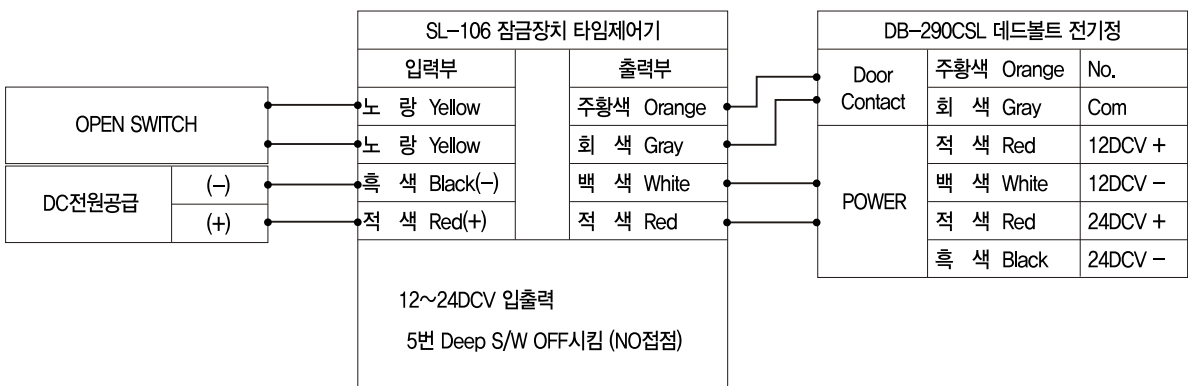 SL-106 잠금장치 타임제어기
DB-290CSL 데드볼트 전기정
입력부 출력부
Door Contact
주황색 Orange No.
노 랑 Yellow 주황색 Orange
회 색 Gray Com
OPEN SWITCH
노 랑 Yellow 회 색 Gray
적 색 Red 12DCV +
DC전원공급
(-) 흑 색 Black(-) 백 색 White
POWER
백 색 White 12DCV -
(+) 적 색 Red(+) 적 색 Red
적 색 Red 24DCV +
흑 색 Black 24DCV -
12~24DCV 입출력
5번 Deep S/W OFF시킴 (NO접점)